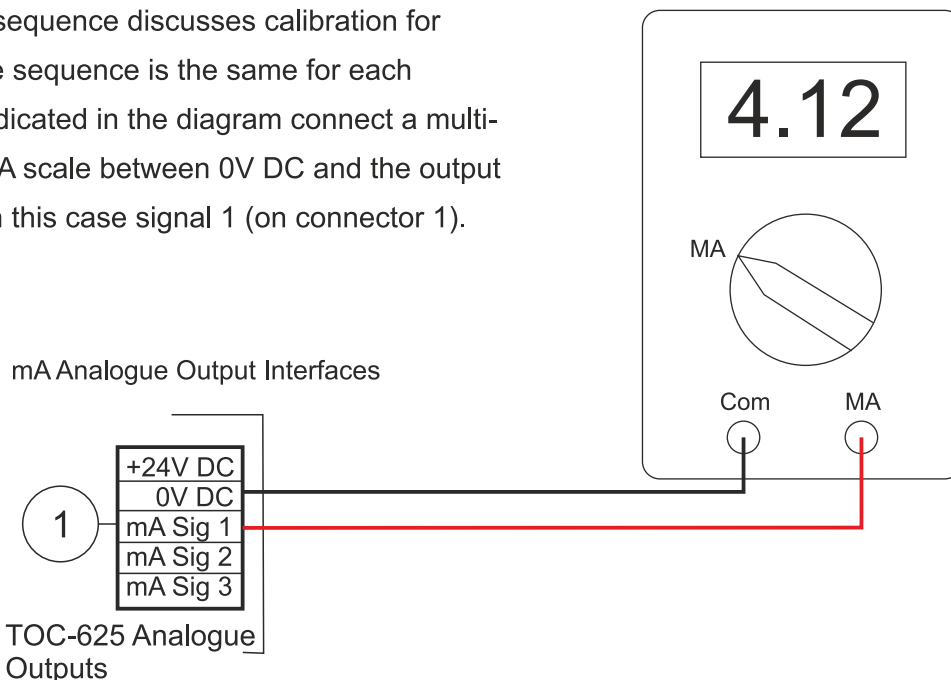 sequence discusses calibration for
sequence is the same for each
in the diagram connect a multi-
scale between 0V DC and the output
this case signal 1 (on connector 1).
4.12
MA
Com MA
mA Analogue Output Interfaces
+24V DC
0V DC
mA Sig 1
mA Sig 2
mA Sig 3
1
TOC-625 Analogue
Outputs